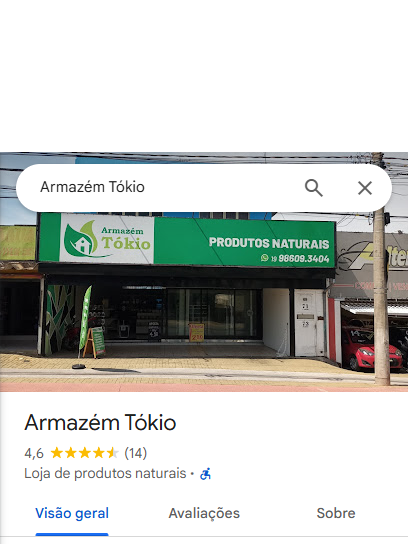 Armazém Tókio
Armazém
Tókio
PRODUTOS NATURAIS
19 98609.3404
Armazém Tókio
4,6 (14)
Loja de produtos naturais •
Visão geral
Avaliações
Sobre